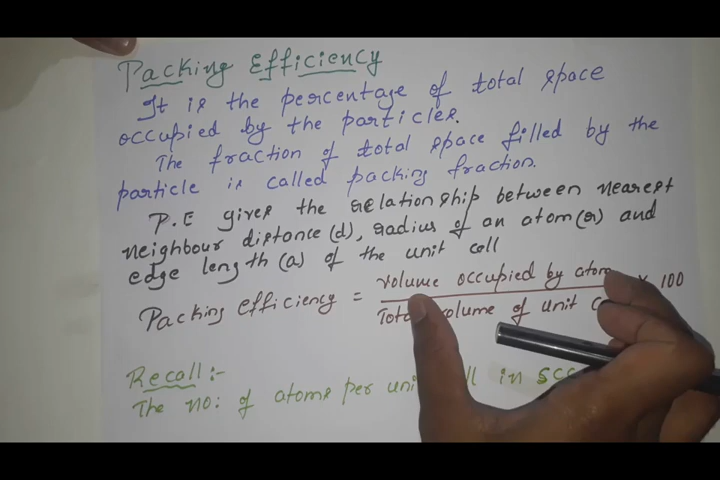 Packing Efficiency
It is the percentage of total space
occupied by the particles.
The fraction of total space filled by the
particle is called packing fraction.
P.E gives the relationship between nearest
neighbour distance (d), radius of an atom (r) and
edge length (a) of the unit cell
Packing efficiency = volume occupied by atom × 100
Total volume of unit
Recall:-
The no: of atoms per unit cell in scc